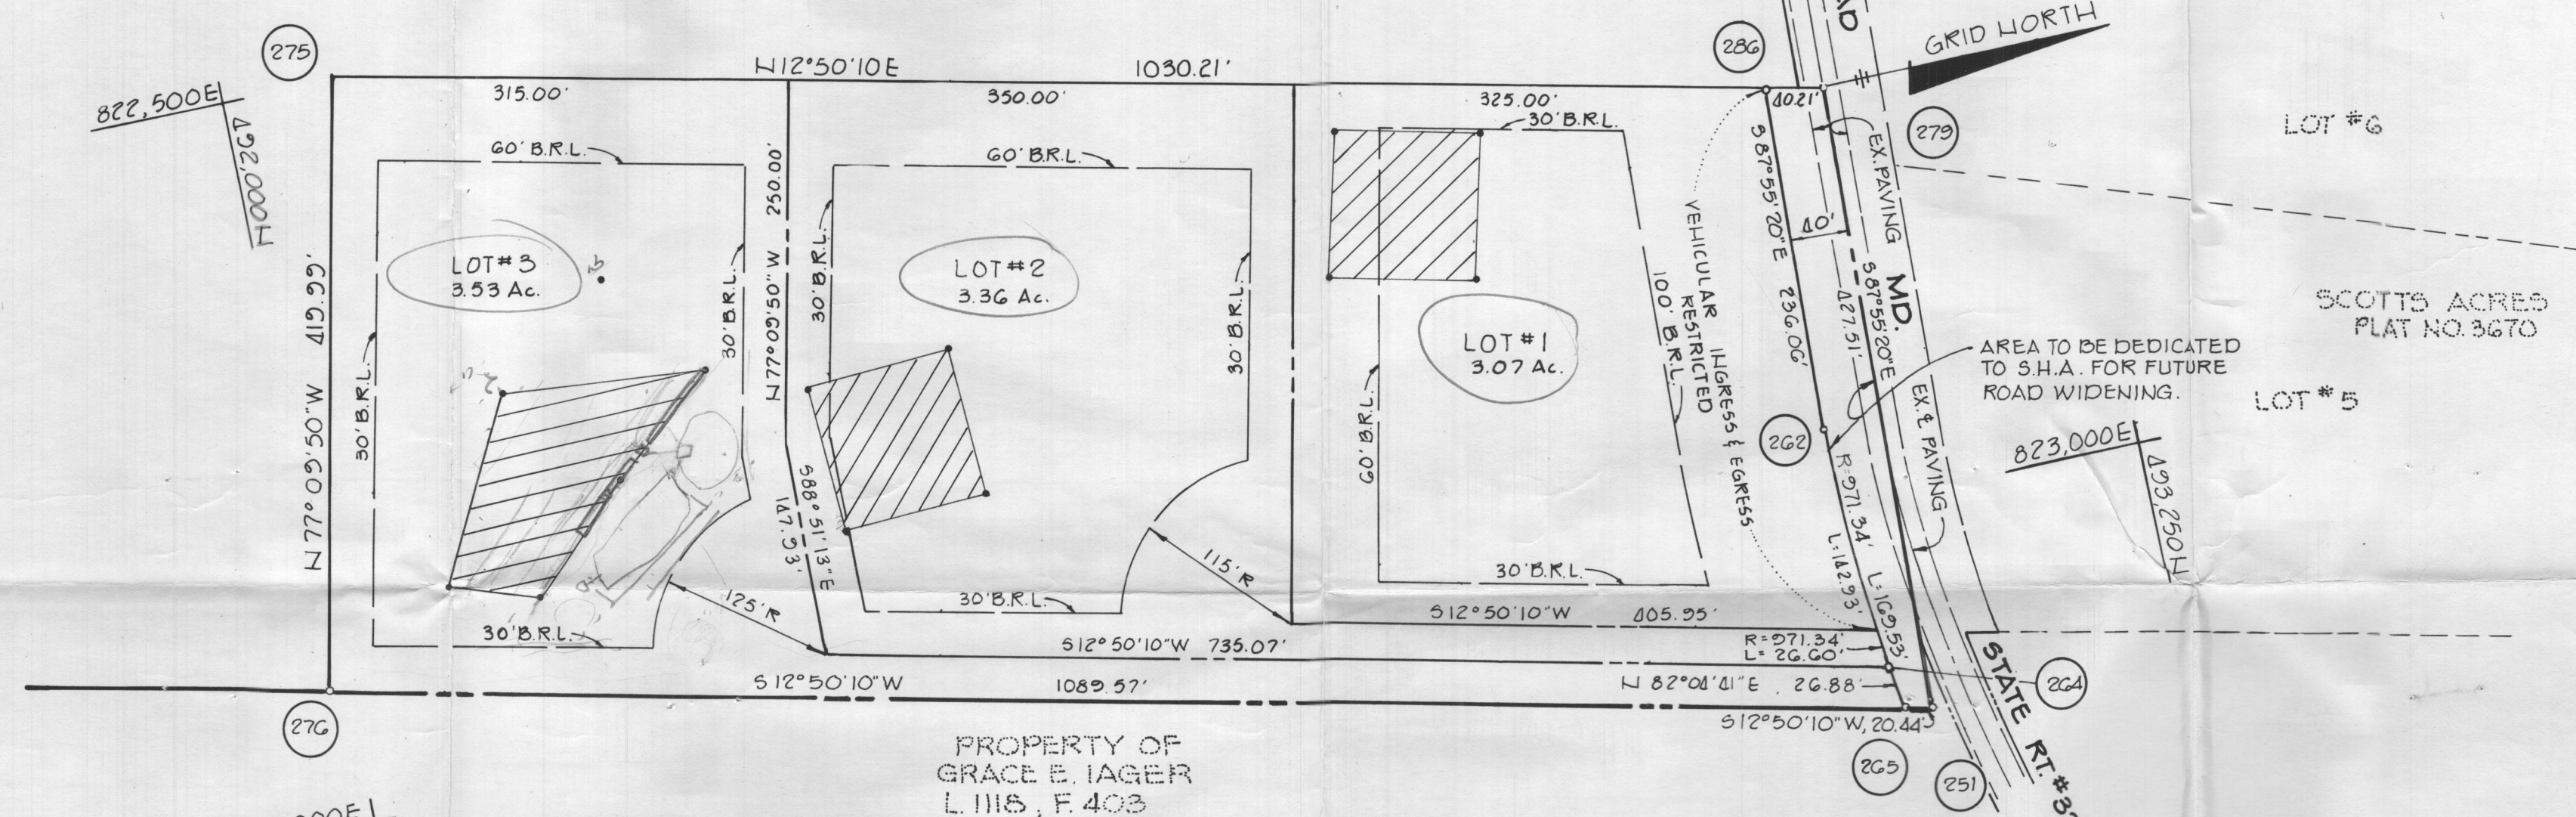 275
N12°50'10E
1030.21'
286
GRID NORTH
822,500E
492,000N
315.00'
350.00'
325.00'
40.21'
279
LOT #6
60' B.R.L.
60' B.R.L.
30' B.R.L.
EX. PAVING
250.00'
N77°09'50"W
S 87°55'20"E 236.06'
40'
MD.
LOT #3
3.53 Ac.
LOT #2
3.36 Ac.
LOT #1
3.07 Ac.
30' B.R.L.
30' B.R.L.
30' B.R.L.
30' B.R.L.
60' B.R.L.
100' B.R.L.
VEHICULAR INGRESS & EGRESS
RESTRICTED
427.51'
S 87°55'20"E
SCOTTS ACRES
PLAT NO. 3670
AREA TO BE DEDICATED
TO S.H.A. FOR FUTURE
ROAD WIDENING.
LOT #5
N 77°09'50"W 419.99'
262
EX. & PAVING
823,000E
493,250N
S88°51'13"E
147.93'
R=971.34'
L=142.93'
L=169.53'
125'R
115'R
30' B.R.L.
30' B.R.L.
30' B.R.L.
S12°50'10"W 405.95'
S12°50'10"W 735.07'
R=971.34'
L= 26.60'
S12°50'10"W 1089.57'
N 82°04'41"E 26.88'
264
S12°50'10"W, 20.44'
276
265
251
STATE RT. #3
PROPERTY OF
GRACE E. IAGER
L. 1118, F. 403